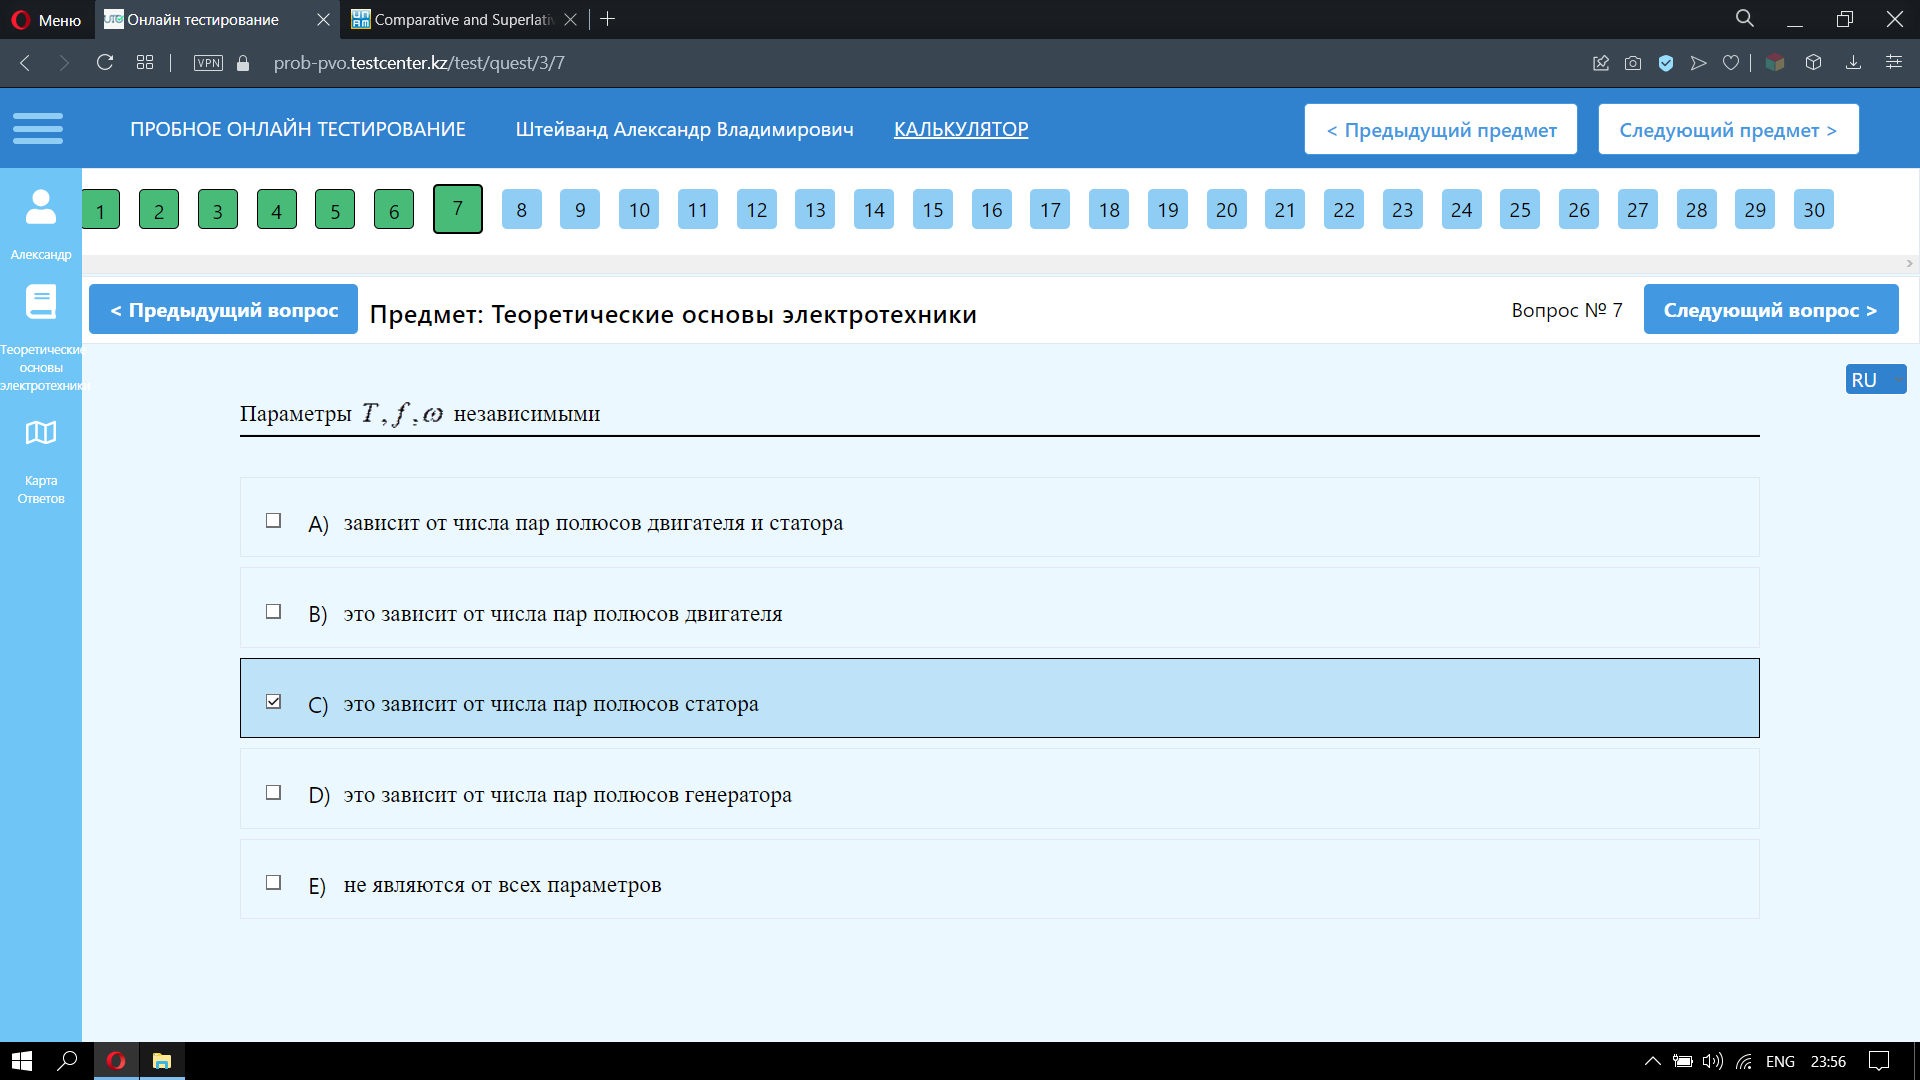 Меню
Онлайн тестирование
Comparative and Superlati
VPN
prob-pvo.testcenter.kz/test/quest/3/7
ПРОБНОЕ ОНЛАЙН ТЕСТИРОВАНИЕ
Штейванд Александр Владимирович
КАЛЬКУЛЯТОР
< Предыдущий предмет
Следующий предмет >
1 2 3 4 5 6 7 8 9 10 11 12 13 14 15 16 17 18 19 20 21 22 23 24 25 26 27 28 29 30
Александр
< Предыдущий вопрос
Предмет: Теоретические основы электротехники
Вопрос № 7
Следующий вопрос >
Теоретические
основы
электротехники
RU
Параметры T, f, ω независимыми
Карта
Ответов
A) зависит от числа пар полюсов двигателя и статора
B) это зависит от числа пар полюсов двигателя
C) это зависит от числа пар полюсов статора
D) это зависит от числа пар полюсов генератора
E) не являются от всех параметров
ENG
23:56